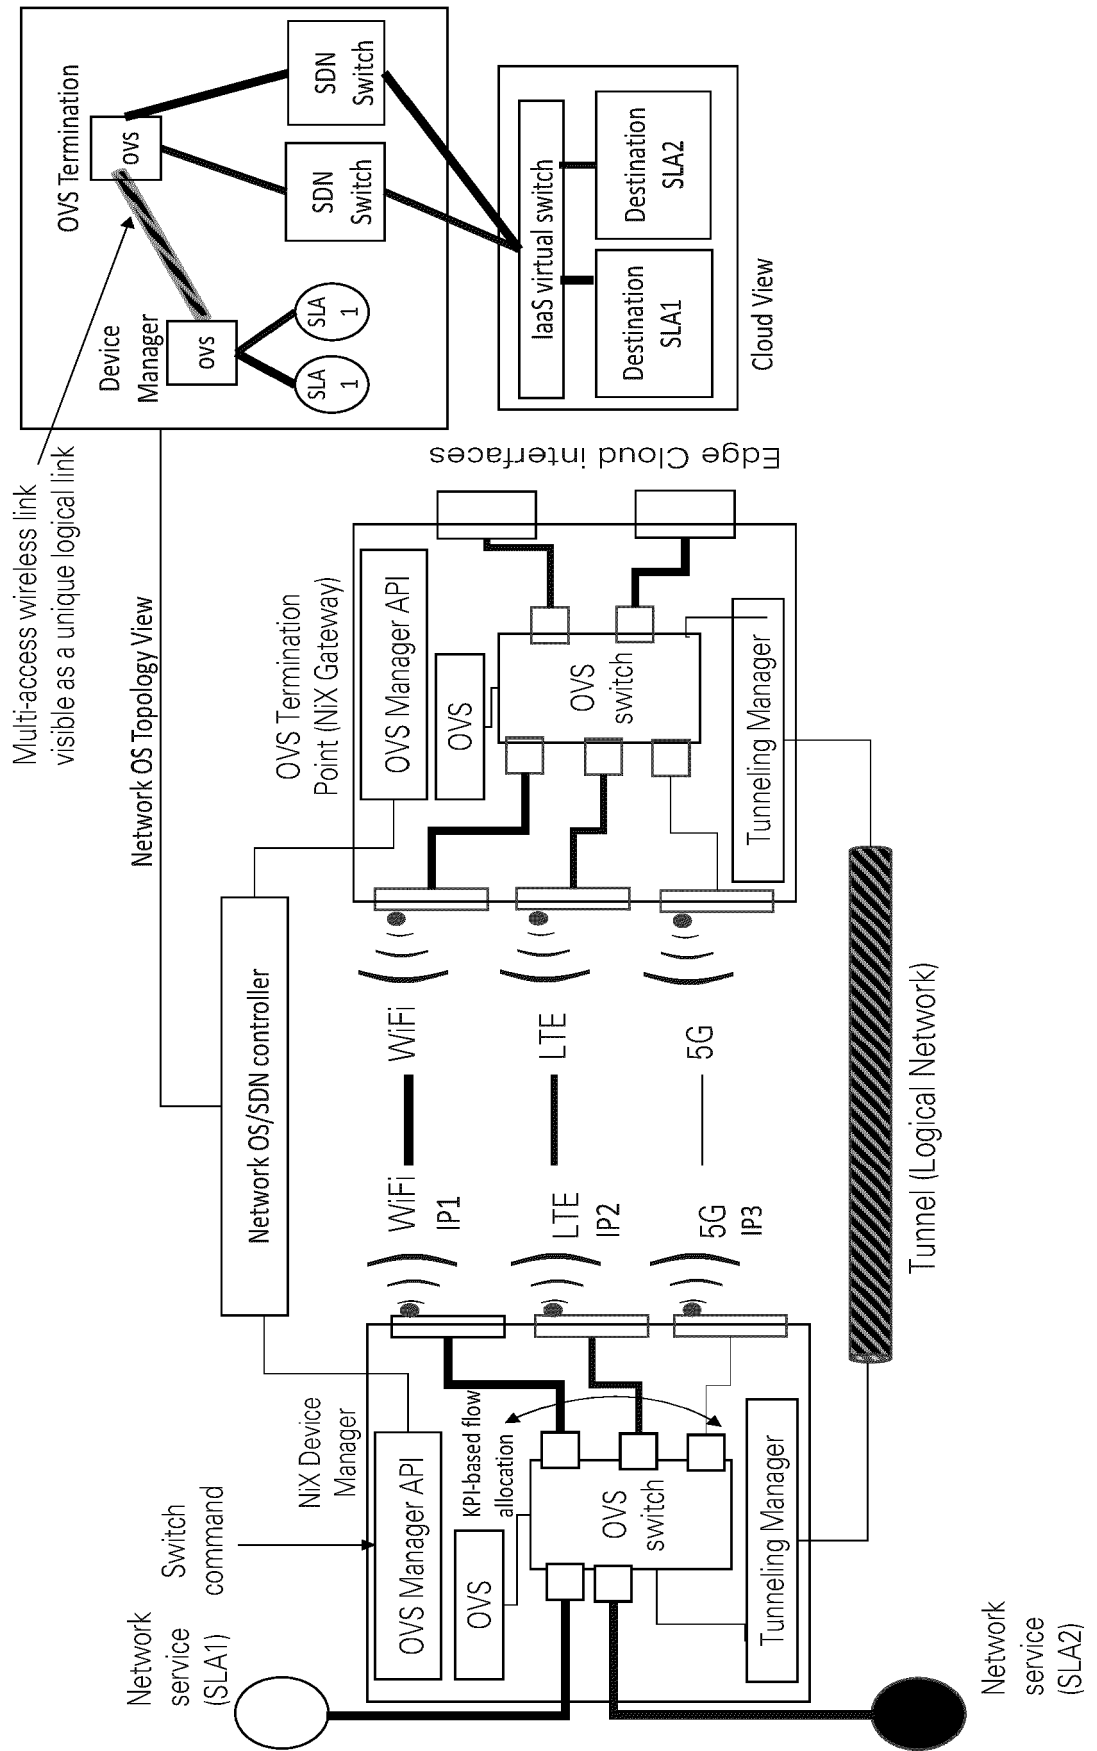 Network
service
(SLA1)
Switch
command
NiX Device
Manager
OVS Manager API
OVS
KPI-based flow
allocation
OVS
switch
Tunneling Manager
Network
service
(SLA2)
Network OS/SDN controller
Network OS Topology View
WiFi
IP1
WiFi
LTE
IP2
LTE
5G
IP3
5G
Tunnel (Logical Network)
OVS Termination
Point (NiX Gateway)
OVS Manager API
OVS
OVS
switch
Tunneling Manager
Edge Cloud interfaces
Multi-access wireless link
visible as a unique logical link
Device
Manager
ovs
SLA
1
SLA
1
OVS Termination
ovs
SDN
Switch
SDN
Switch
IaaS virtual switch
Destination
SLA1
Destination
SLA2
Cloud View